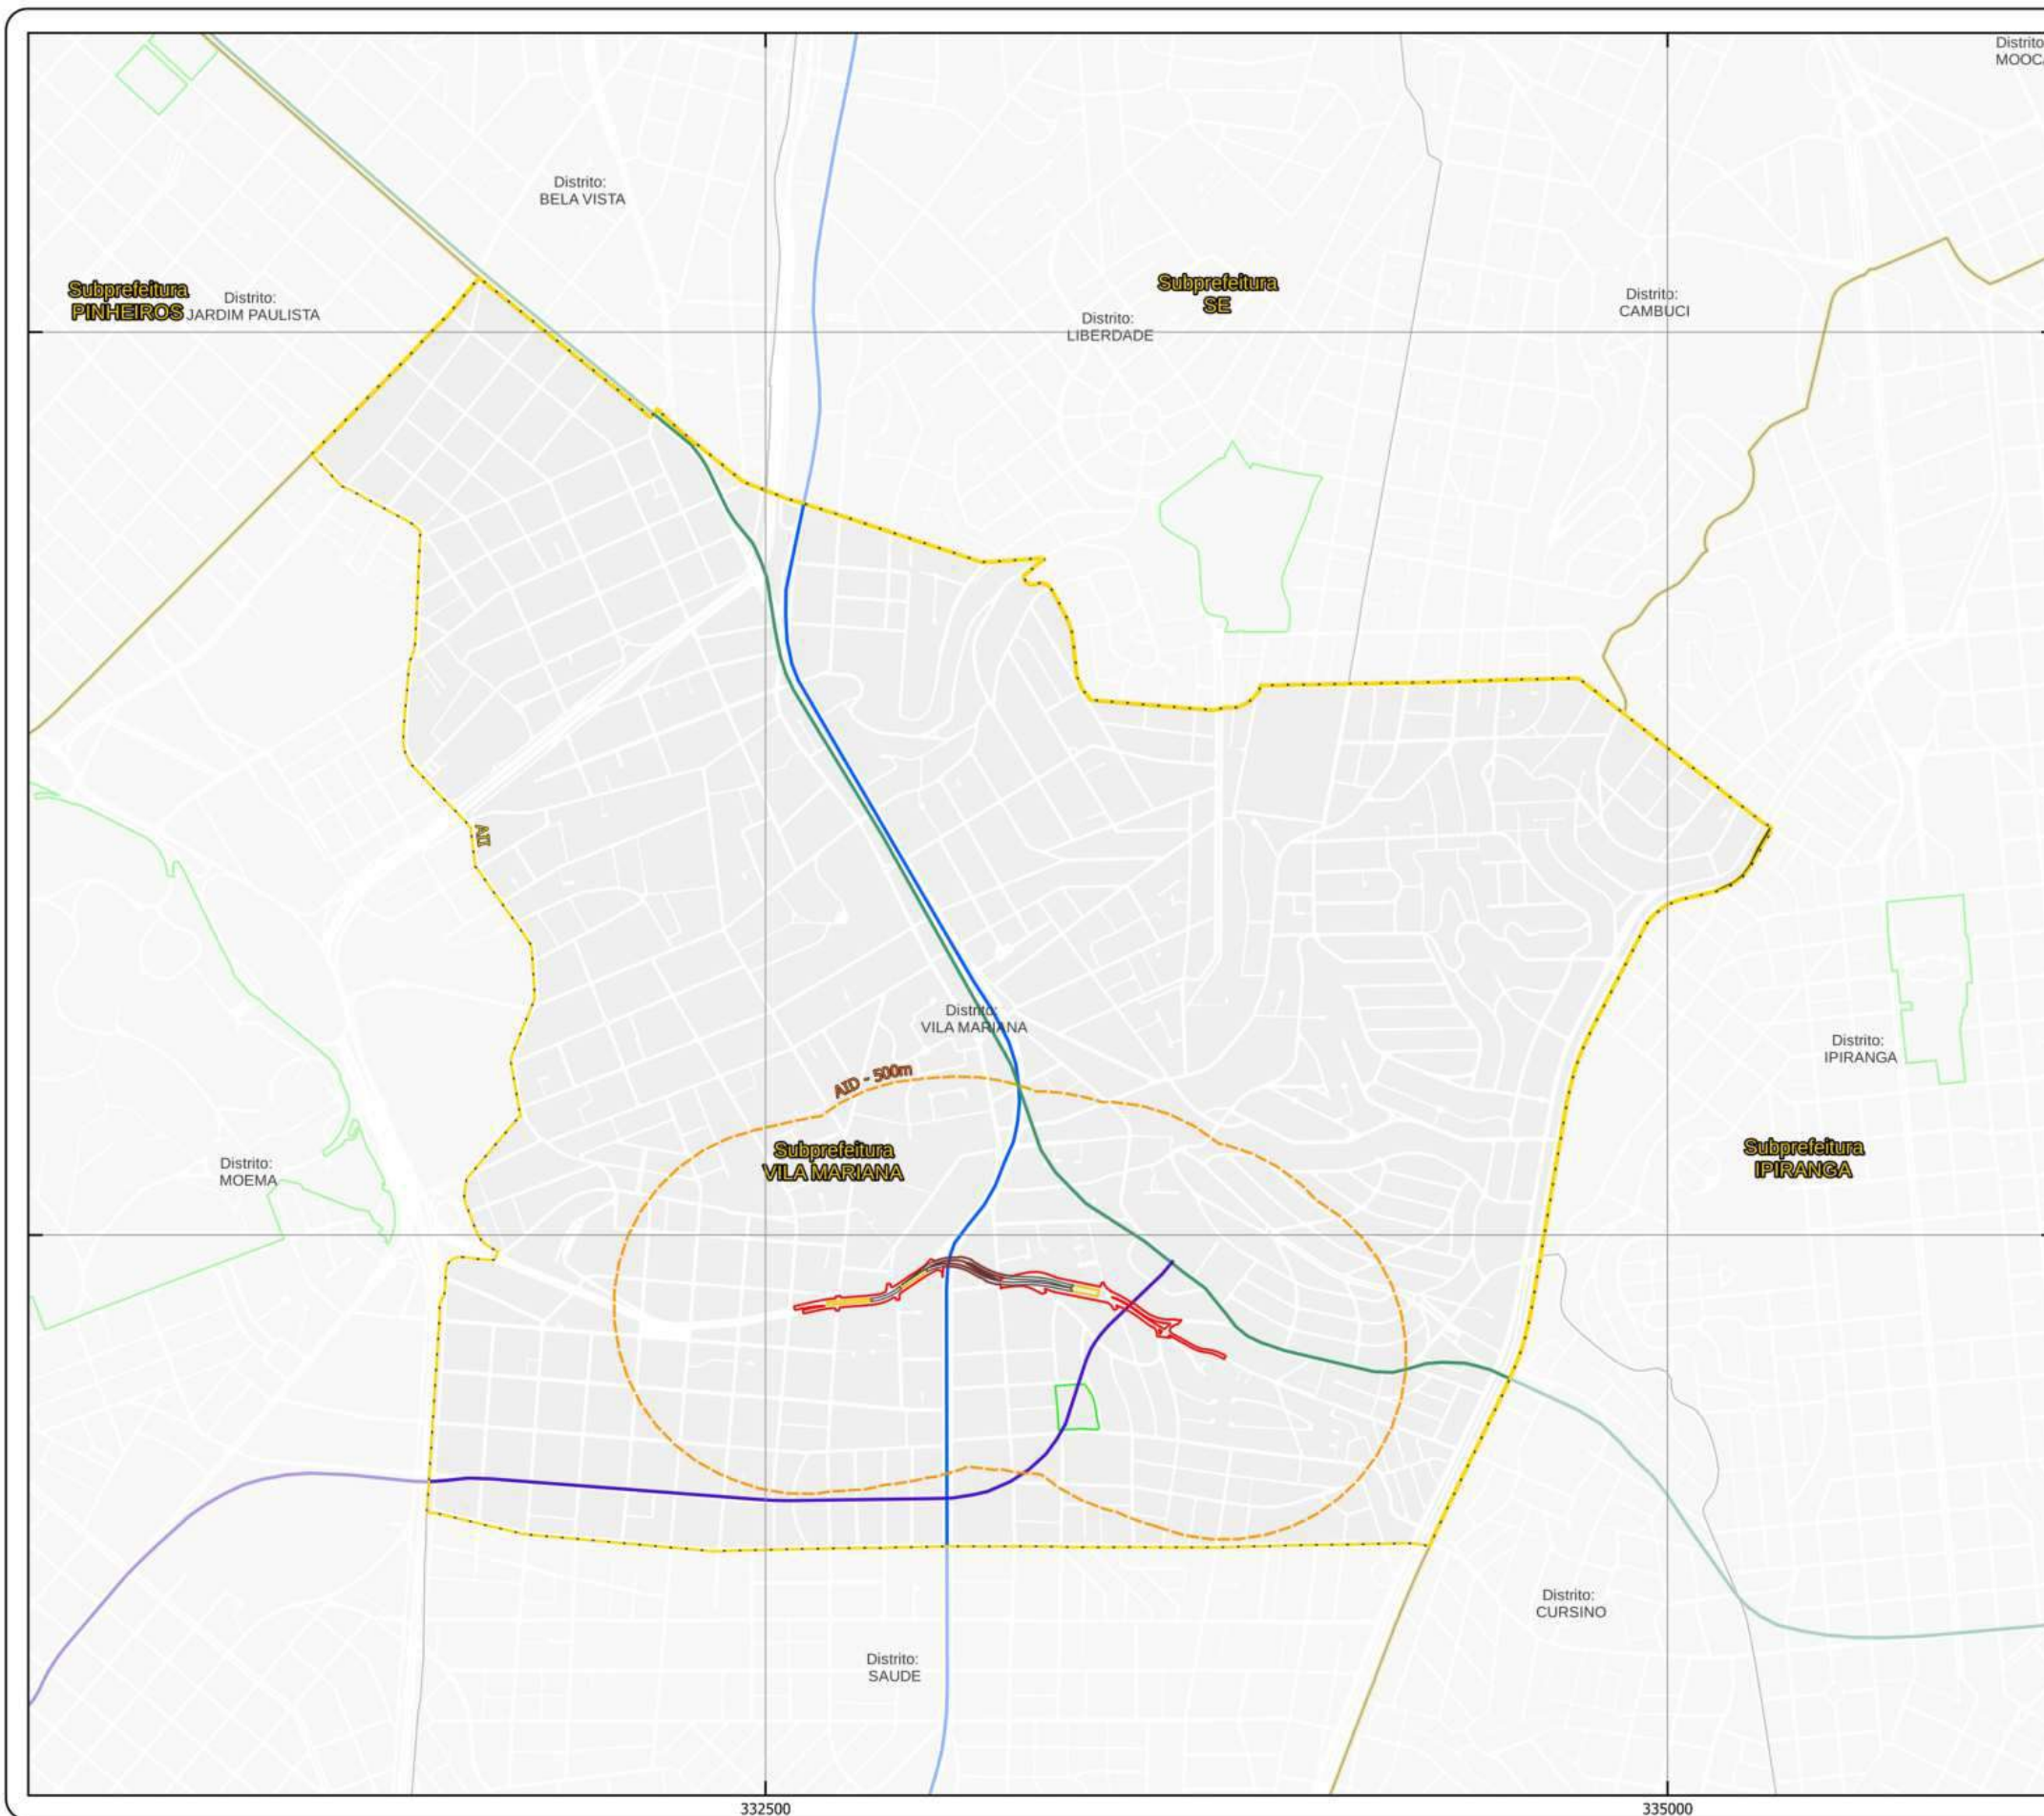 Distrito
MOOC
Distrito:
BELA VISTA
Subprefeitura
PINHEIROS
Distrito:
JARDIM PAULISTA
Subprefeitura
SE
Distrito:
LIBERDADE
Distrito:
CAMBUCI
AII
Distrito:
VILA MARIANA
Distrito:
IPIRANGA
AID - 500m
Subprefeitura
VILA MARIANA
Subprefeitura
IPIRANGA
Distrito:
MOEMA
Distrito:
CURSINO
Distrito:
SAUDE
332500
335000